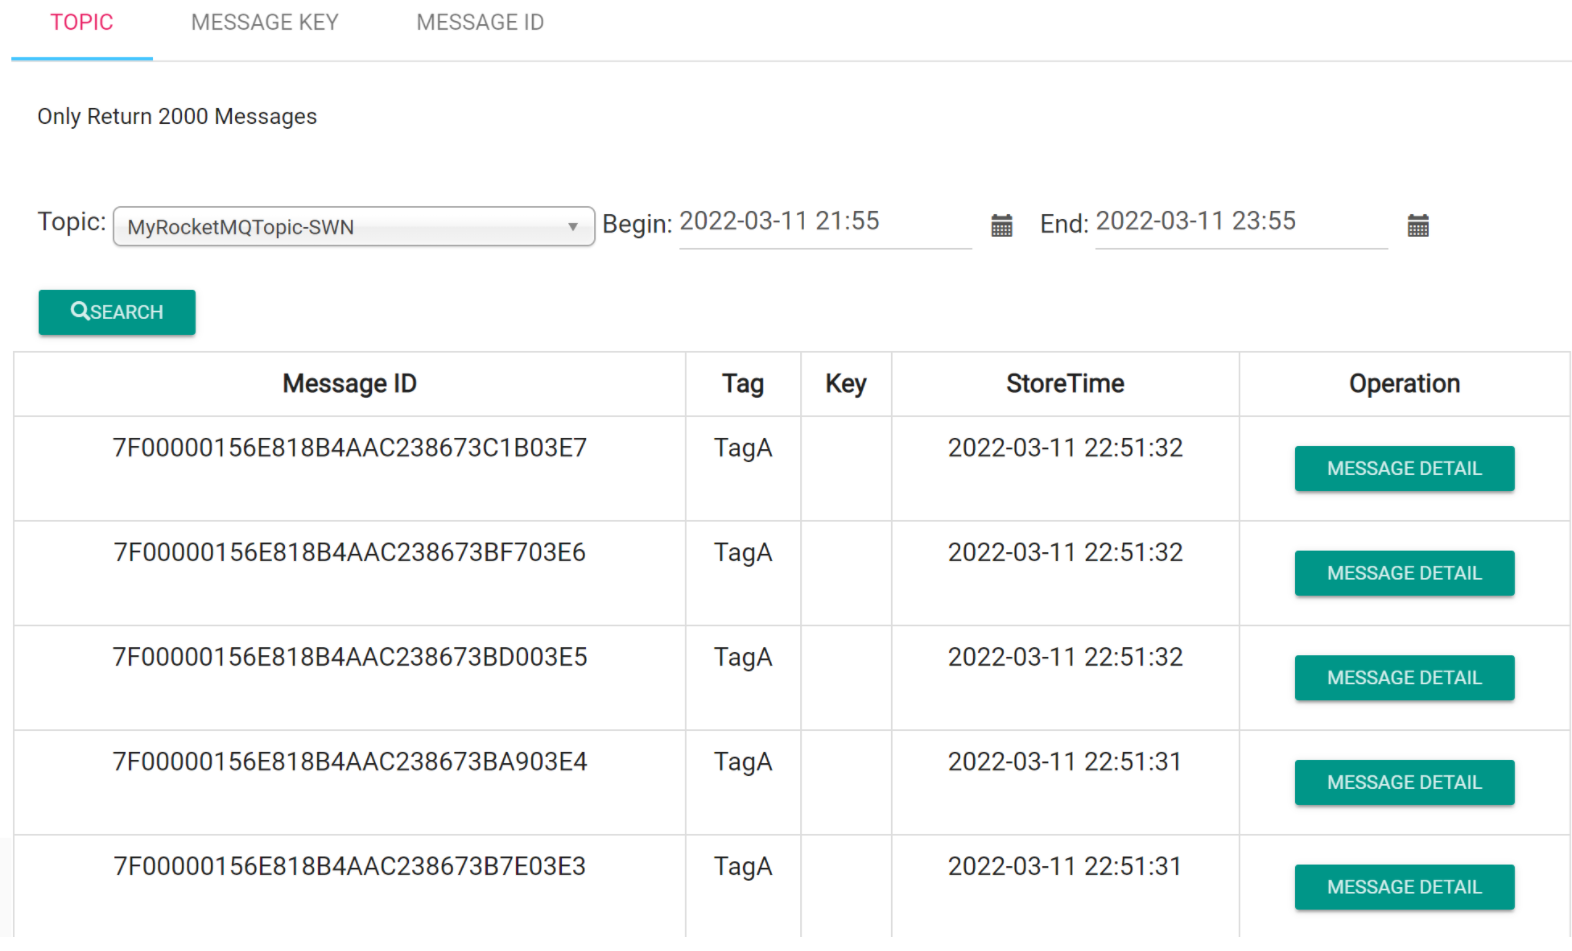 TOPIC MESSAGE KEY MESSAGE ID
Only Return 2000 Messages
Topic: MyRocketMQTopic-SWN Begin: 2022-03-11 21:55 End: 2022-03-11 23:55
SEARCH
Message ID Tag Key StoreTime Operation
7F00000156E818B4AAC238673C1B03E7 TagA 2022-03-11 22:51:32 MESSAGE DETAIL
7F00000156E818B4AAC238673BF703E6 TagA 2022-03-11 22:51:32 MESSAGE DETAIL
7F00000156E818B4AAC238673BD003E5 TagA 2022-03-11 22:51:32 MESSAGE DETAIL
7F00000156E818B4AAC238673BA903E4 TagA 2022-03-11 22:51:31 MESSAGE DETAIL
7F00000156E818B4AAC238673B7E03E3 TagA 2022-03-11 22:51:31 MESSAGE DETAIL